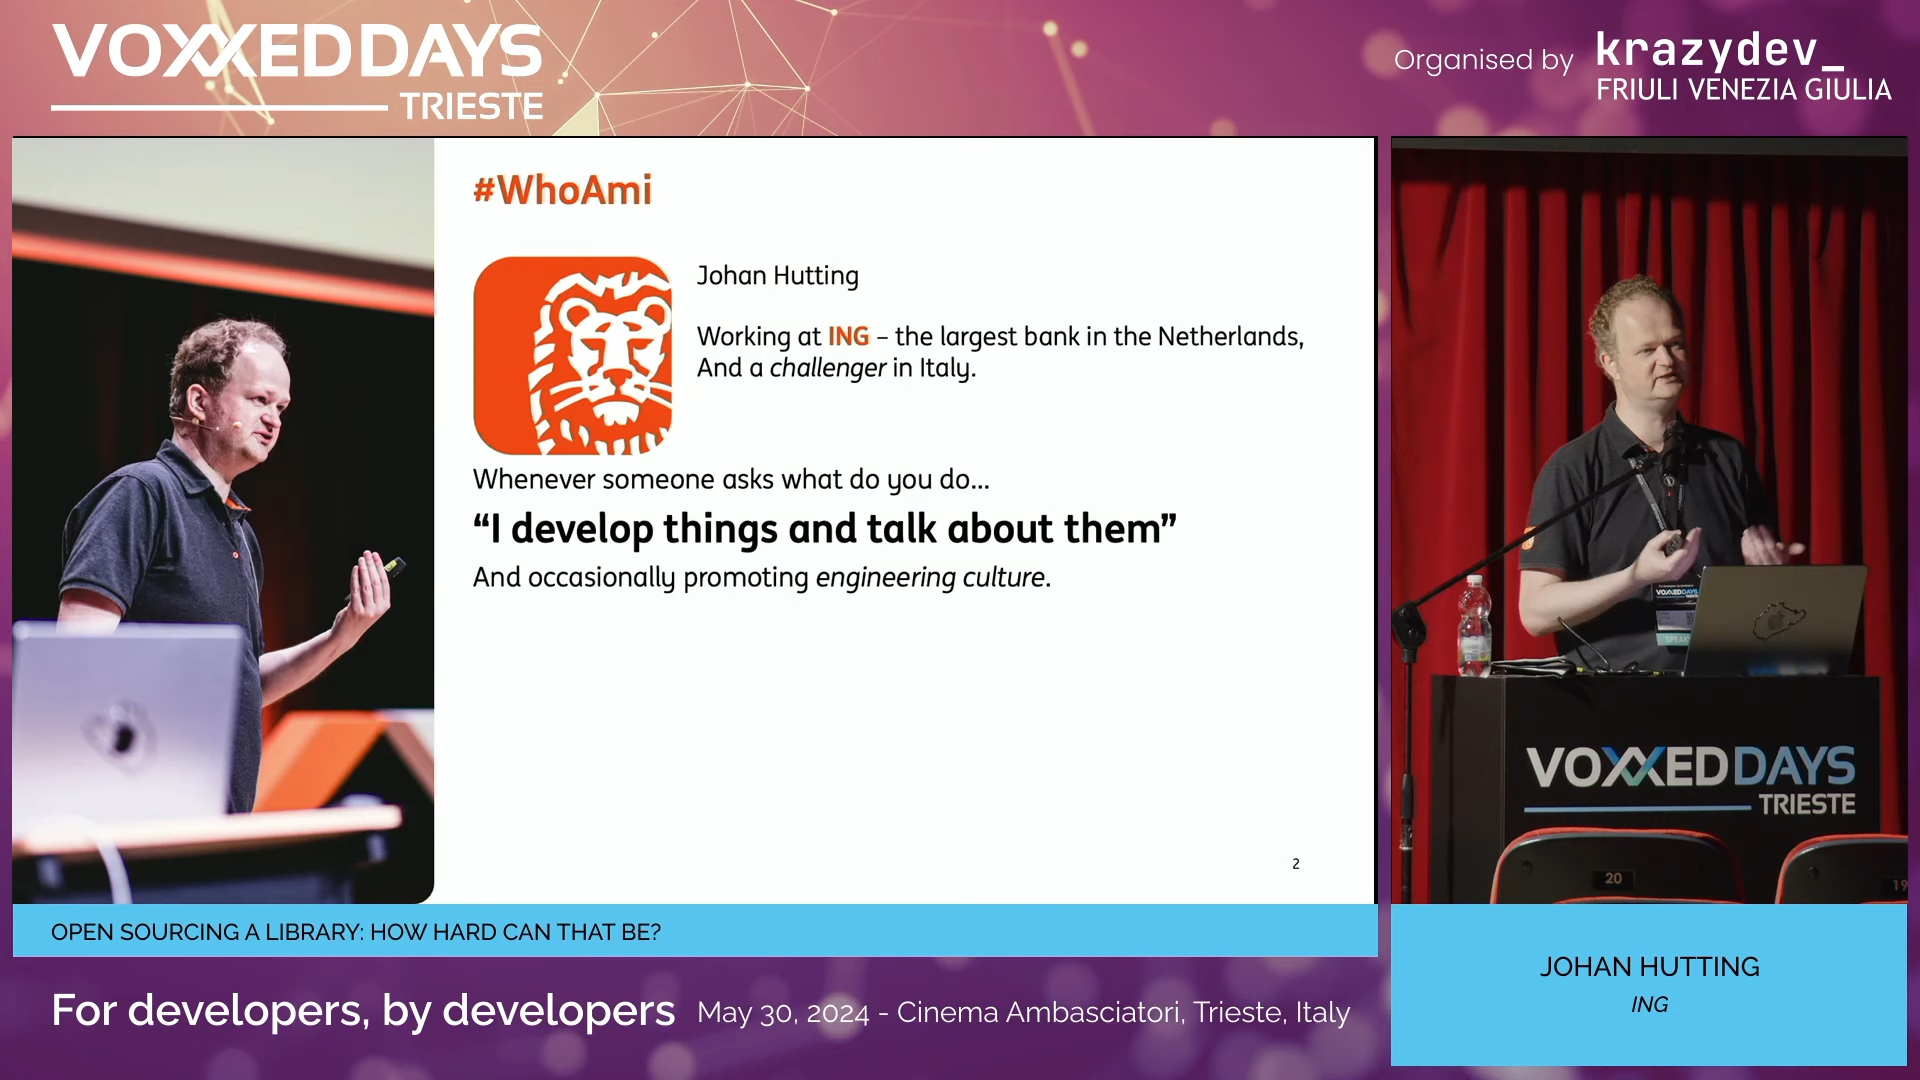 VOXXEDDAYS
TRIESTE
Organised by
krazydev_
FRIULI VENEZIA GIULIA
#WhoAmi
Johan Hutting
Working at ING – the largest bank in the Netherlands,
And a challenger in Italy.
Whenever someone asks what do you do...
“I develop things and talk about them”
And occasionally promoting engineering culture.
2
VOXXEDDAYS
VOXXEDDAYS
TRIESTE
20
19
OPEN SOURCING A LIBRARY: HOW HARD CAN THAT BE?
JOHAN HUTTING
ING
For developers, by developers
May 30, 2024 - Cinema Ambasciatori, Trieste, Italy